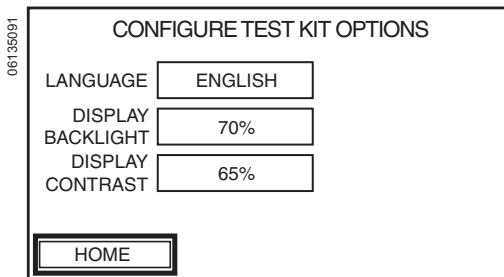 06135091
CONFIGURE TEST KIT OPTIONS
LANGUAGE ENGLISH
DISPLAY
BACKLIGHT 70%
DISPLAY
CONTRAST 65%
HOME